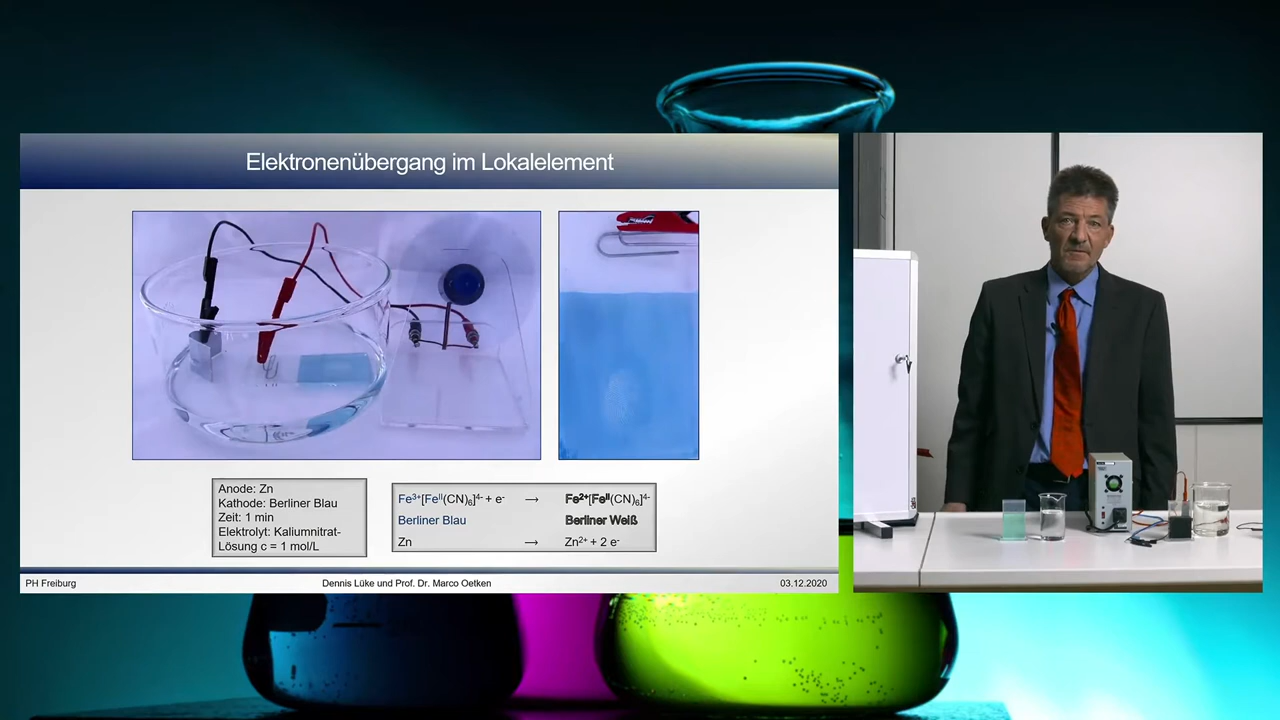 Elektronenübergang im Lokalelement
Anode: Zn
Kathode: Berliner Blau
Zeit: 1 min
Elektrolyt: Kaliumnitrat-
Lösung c = 1 mol/L
Fe³⁺[Feᴵᴵ(CN)₆]⁴⁻ + e⁻ → Fe²⁺[Feᴵᴵ(CN)₆]⁴⁻
Berliner Blau Berliner Weiß
Zn → Zn²⁺ + 2 e⁻
PH Freiburg Dennis Lüke und Prof. Dr. Marco Oetken 03.12.2020